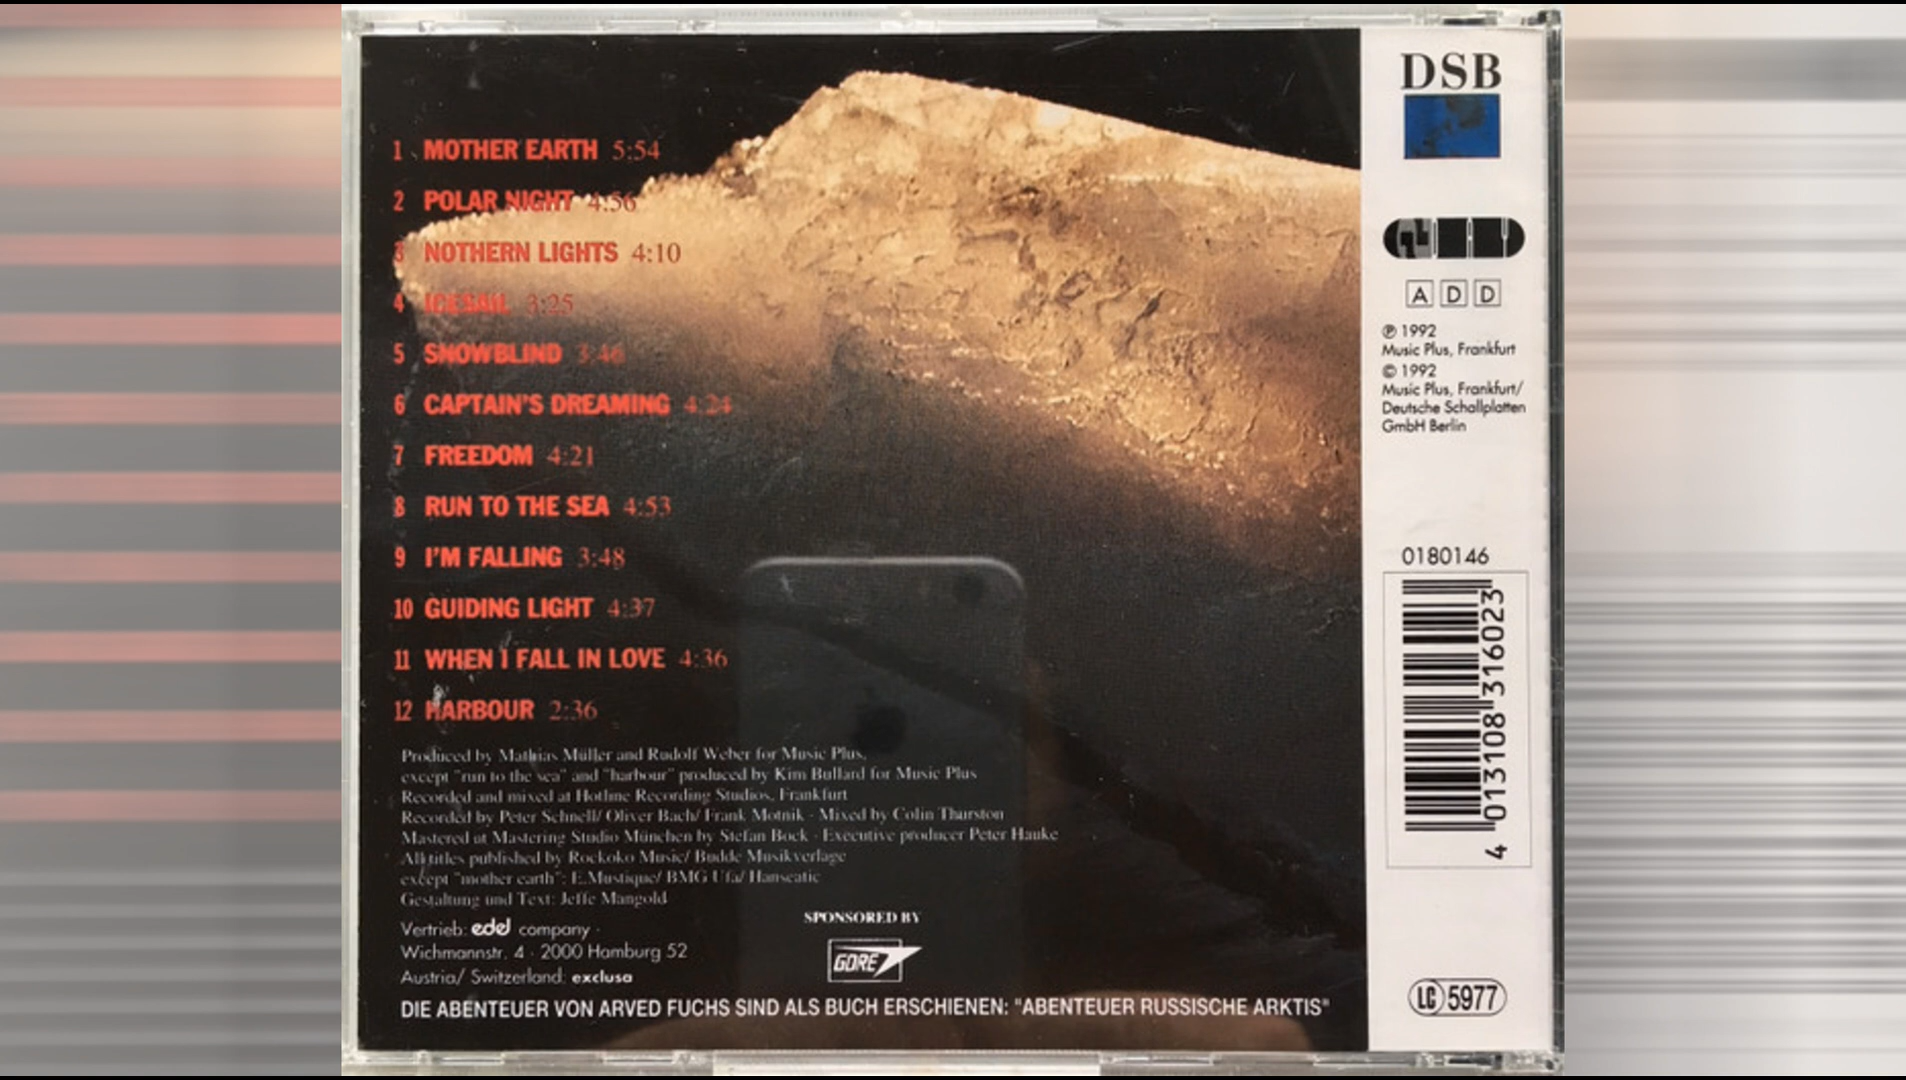 1 MOTHER EARTH 5:54
2 POLAR NIGHT 4:56
3 NOTHERN LIGHTS 4:10
4 ICESAIL 3:25
5 SNOWBLIND 3:46
6 CAPTAIN'S DREAMING 4:24
7 FREEDOM 4:21
8 RUN TO THE SEA 4:53
9 I'M FALLING 3:48
10 GUIDING LIGHT 4:37
11 WHEN I FALL IN LOVE 4:36
12 HARBOUR 2:36
Produced by Mathias Müller and Rudolf Weber for Music Plus,
except "run to the sea" and "harbour" produced by Kim Bullard for Music Plus
Recorded and mixed at Hotline Recording Studios, Frankfurt
Recorded by Peter Schnell/ Oliver Bach/ Frank Motnik · Mixed by Colin Thurston
Mastered at Mastering Studio München by Stefan Bock · Executive producer Peter Hauke
All titles published by Rockoko Music/ Budde Musikverlage
except "mother earth": E.Mustique/ BMG Ufa/ Hanseatic
Gestaltung und Text: Jeffe Mangold
Vertrieb: edel company ·
Wichmannstr. 4 · 2000 Hamburg 52
Austria/ Switzerland: exclusa
SPONSORED BY
GORE
DIE ABENTEUER VON ARVED FUCHS SIND ALS BUCH ERSCHIENEN: "ABENTEUER RUSSISCHE ARKTIS"
DSB
A D D
℗ 1992
Music Plus, Frankfurt
© 1992
Music Plus, Frankfurt/
Deutsche Schallplatten
GmbH Berlin
0180146
4 013108 316023
LC 5977